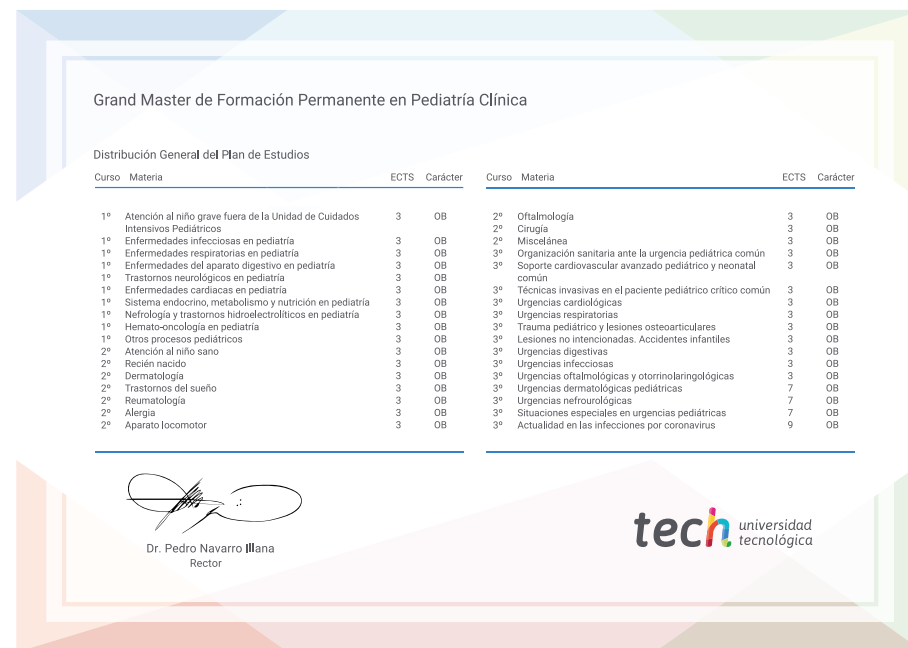 Grand Master de Formación Permanente en Pediatría Clínica
Distribución General del Plan de Estudios
Curso Materia ECTS Carácter
1º Atención al niño grave fuera de la Unidad de Cuidados 3 OB
Intensivos Pediátricos
1º Enfermedades infecciosas en pediatría 3 OB
1º Enfermedades respiratorias en pediatría 3 OB
1º Enfermedades del aparato digestivo en pediatría 3 OB
1º Trastornos neurológicos en pediatría 3 OB
1º Enfermedades cardiacas en pediatría 3 OB
1º Sistema endocrino, metabolismo y nutrición en pediatría 3 OB
1º Nefrología y trastornos hidroelectrolíticos en pediatría 3 OB
1º Hemato-oncología en pediatría 3 OB
1º Otros procesos pediátricos 3 OB
2º Atención al niño sano 3 OB
2º Recién nacido 3 OB
2º Dermatología 3 OB
2º Trastornos del sueño 3 OB
2º Reumatología 3 OB
2º Alergia 3 OB
2º Aparato locomotor 3 OB
Curso Materia ECTS Carácter
2º Oftalmología 3 OB
2º Cirugía 3 OB
2º Miscelánea 3 OB
3º Organización sanitaria ante la urgencia pediátrica común 3 OB
3º Soporte cardiovascular avanzado pediátrico y neonatal 3 OB
común
3º Técnicas invasivas en el paciente pediátrico crítico común 3 OB
3º Urgencias cardiológicas 3 OB
3º Urgencias respiratorias 3 OB
3º Trauma pediátrico y lesiones osteoarticulares 3 OB
3º Lesiones no intencionadas. Accidentes infantiles 3 OB
3º Urgencias digestivas 3 OB
3º Urgencias infecciosas 3 OB
3º Urgencias oftalmológicas y otorrinolaringológicas 3 OB
3º Urgencias dermatológicas pediátricas 7 OB
3º Urgencias nefrourológicas 7 OB
3º Situaciones especiales en urgencias pediátricas 7 OB
3º Actualidad en las infecciones por coronavirus 9 OB
Dr. Pedro Navarro Illana
Rector
tech universidad
tecnológica